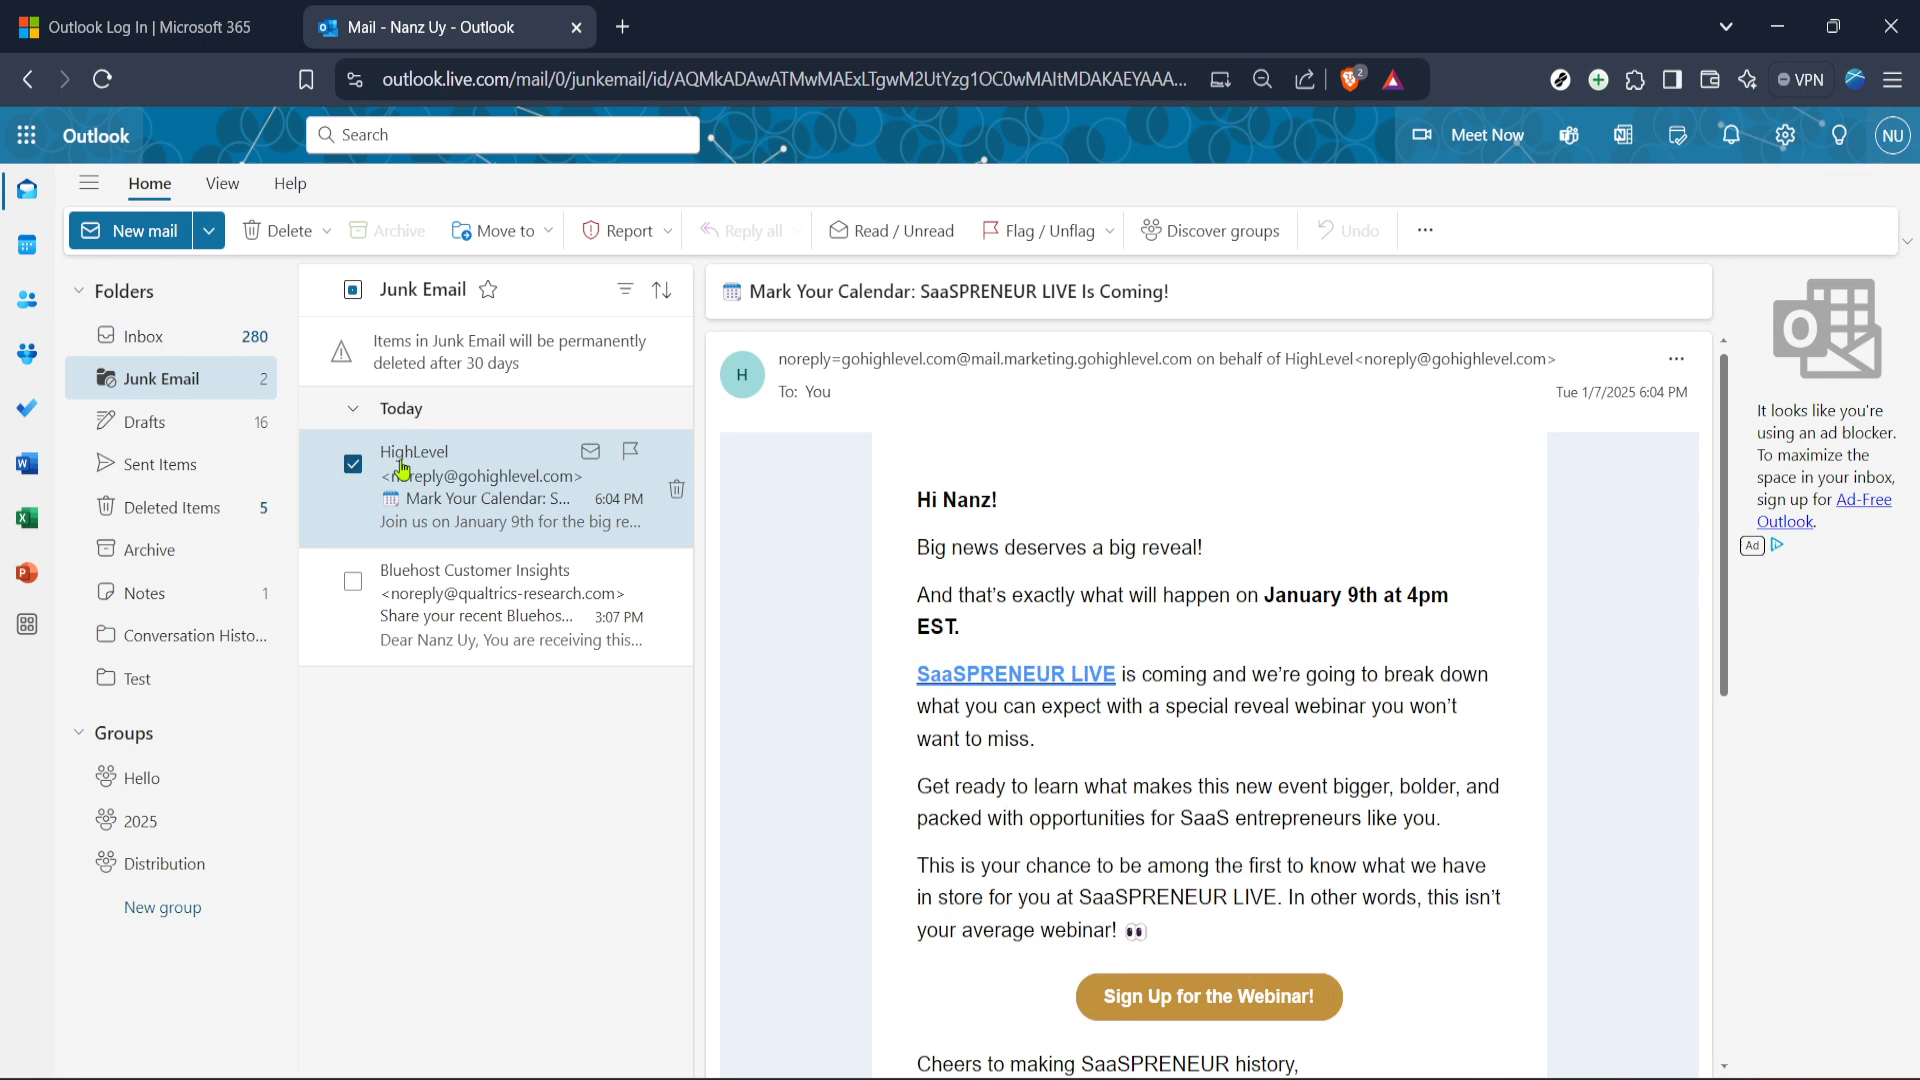 Outlook Log In | Microsoft 365
Mail - Nanz Uy - Outlook
outlook.live.com/mail/0/junkemail/id/AQMkADAwATMwMAExLTgwM2UtYzg1OC0wMAItMDAKAEYAAA...
2
VPN
Outlook
Search
Meet Now
NU
Home
View
Help
New mail
Delete
Archive
Move to
Report
Reply all
Read / Unread
Flag / Unflag
Discover groups
Undo
Folders
Inbox 280
Junk Email 2
Drafts 16
Sent Items
Deleted Items 5
Archive
Notes 1
Conversation Histo...
Test
Groups
Hello
2025
Distribution
New group
Junk Email
Items in Junk Email will be permanently
deleted after 30 days
Today
HighLevel
<noreply@gohighlevel.com>
Mark Your Calendar: S... 6:04 PM
Join us on January 9th for the big re...
Bluehost Customer Insights
<noreply@qualtrics-research.com>
Share your recent Bluehos... 3:07 PM
Dear Nanz Uy, You are receiving this...
Mark Your Calendar: SaaSPRENEUR LIVE Is Coming!
H
noreply=gohighlevel.com@mail.marketing.gohighlevel.com on behalf of HighLevel<noreply@gohighlevel.com>
To: You
Tue 1/7/2025 6:04 PM
Hi Nanz!
Big news deserves a big reveal!
And that's exactly what will happen on January 9th at 4pm
EST.
SaaSPRENEUR LIVE is coming and we're going to break down
what you can expect with a special reveal webinar you won't
want to miss.
Get ready to learn what makes this new event bigger, bolder, and
packed with opportunities for SaaS entrepreneurs like you.
This is your chance to be among the first to know what we have
in store for you at SaaSPRENEUR LIVE. In other words, this isn't
your average webinar! 👀
Sign Up for the Webinar!
Cheers to making SaaSPRENEUR history,
It looks like you're
using an ad blocker.
To maximize the
space in your inbox,
sign up for Ad-Free
Outlook.
Ad